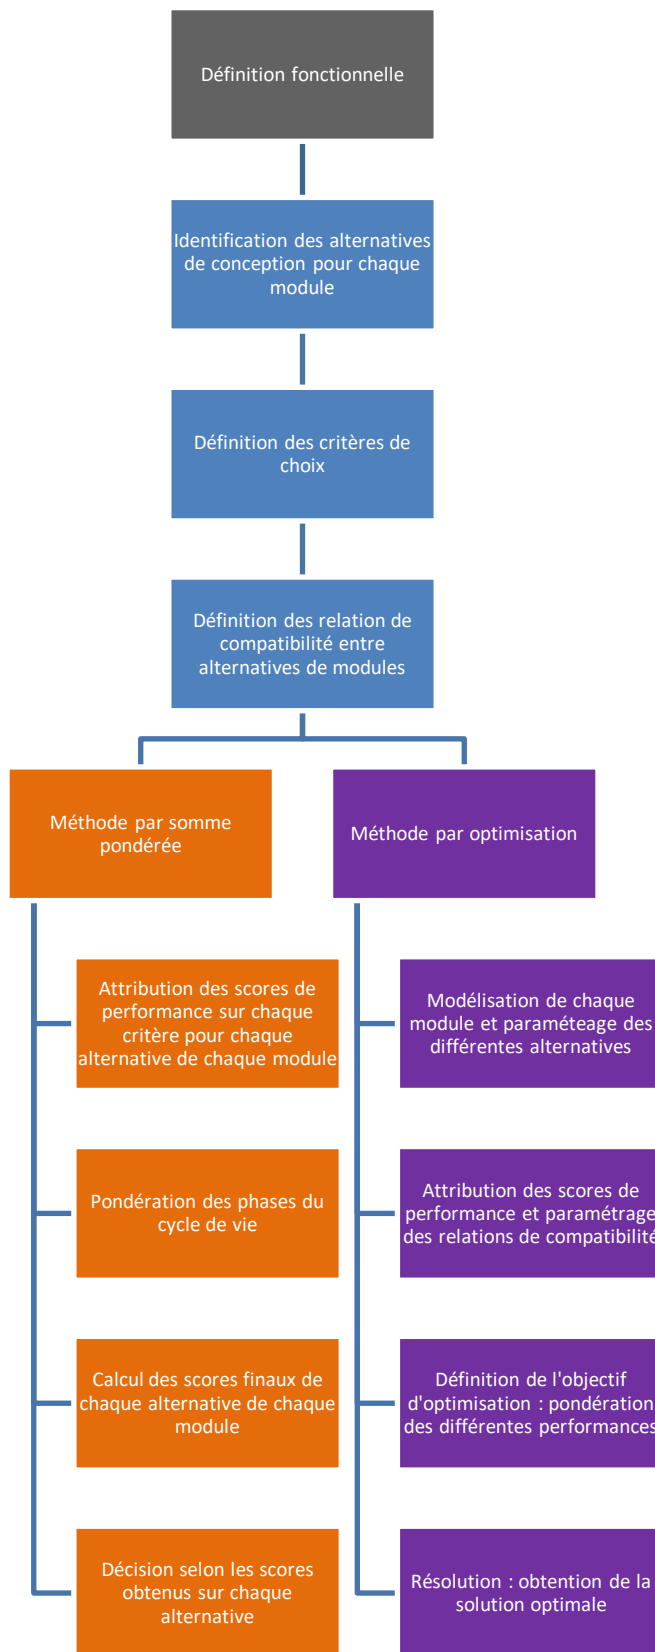 Définition fonctionnelle
Identification des alternatives
de conception pour chaque
module
Définition des critères de
choix
Définition des relation de
compatibilité entre
alternatives de modules
Méthode par somme
pondérée
Attribution des scores de
performance sur chaque
critère pour chaque
alternative de chaque module
Pondération des phases du
cycle de vie
Calcul des scores finaux de
chaque alternative de chaque
module
Décision selon les scores
obtenus sur chaque
alternative
Méthode par optimisation
Modélisation de chaque
module et paraméteage des
différentes alternatives
Attribution des scores de
performance et paramétrage
des relations de compatibilité
Définition de l'objectif
d'optimisation : pondération
des différentes performances
Résolution : obtention de la
solution optimale